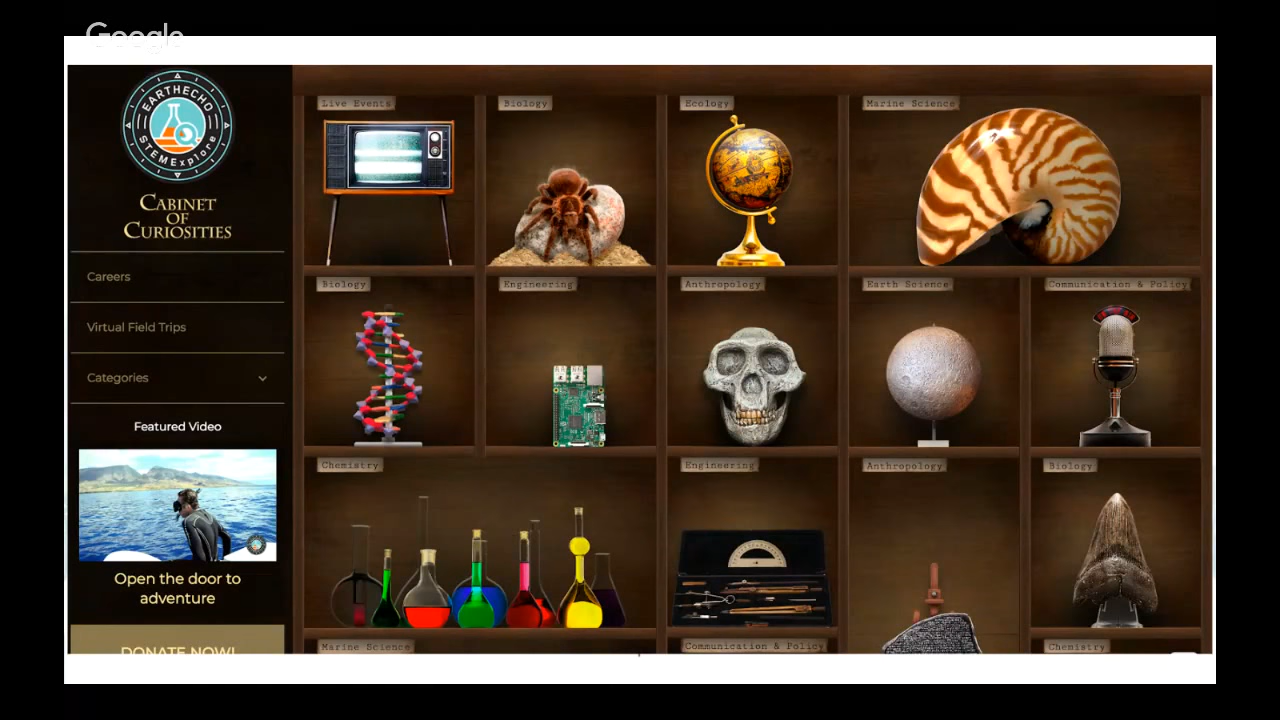 Google
EARTHECHO
STEMExplore
CABINET
OF
CURIOSITIES
Careers
Virtual Field Trips
Categories
Featured Video
Open the door to
adventure
DONATE NOW!
Live Events
Biology
Ecology
Marine Science
Biology
Engineering
Anthropology
Earth Science
Communication & Policy
Chemistry
Engineering
Anthropology
Biology
Marine Science
Communication & Policy
Chemistry